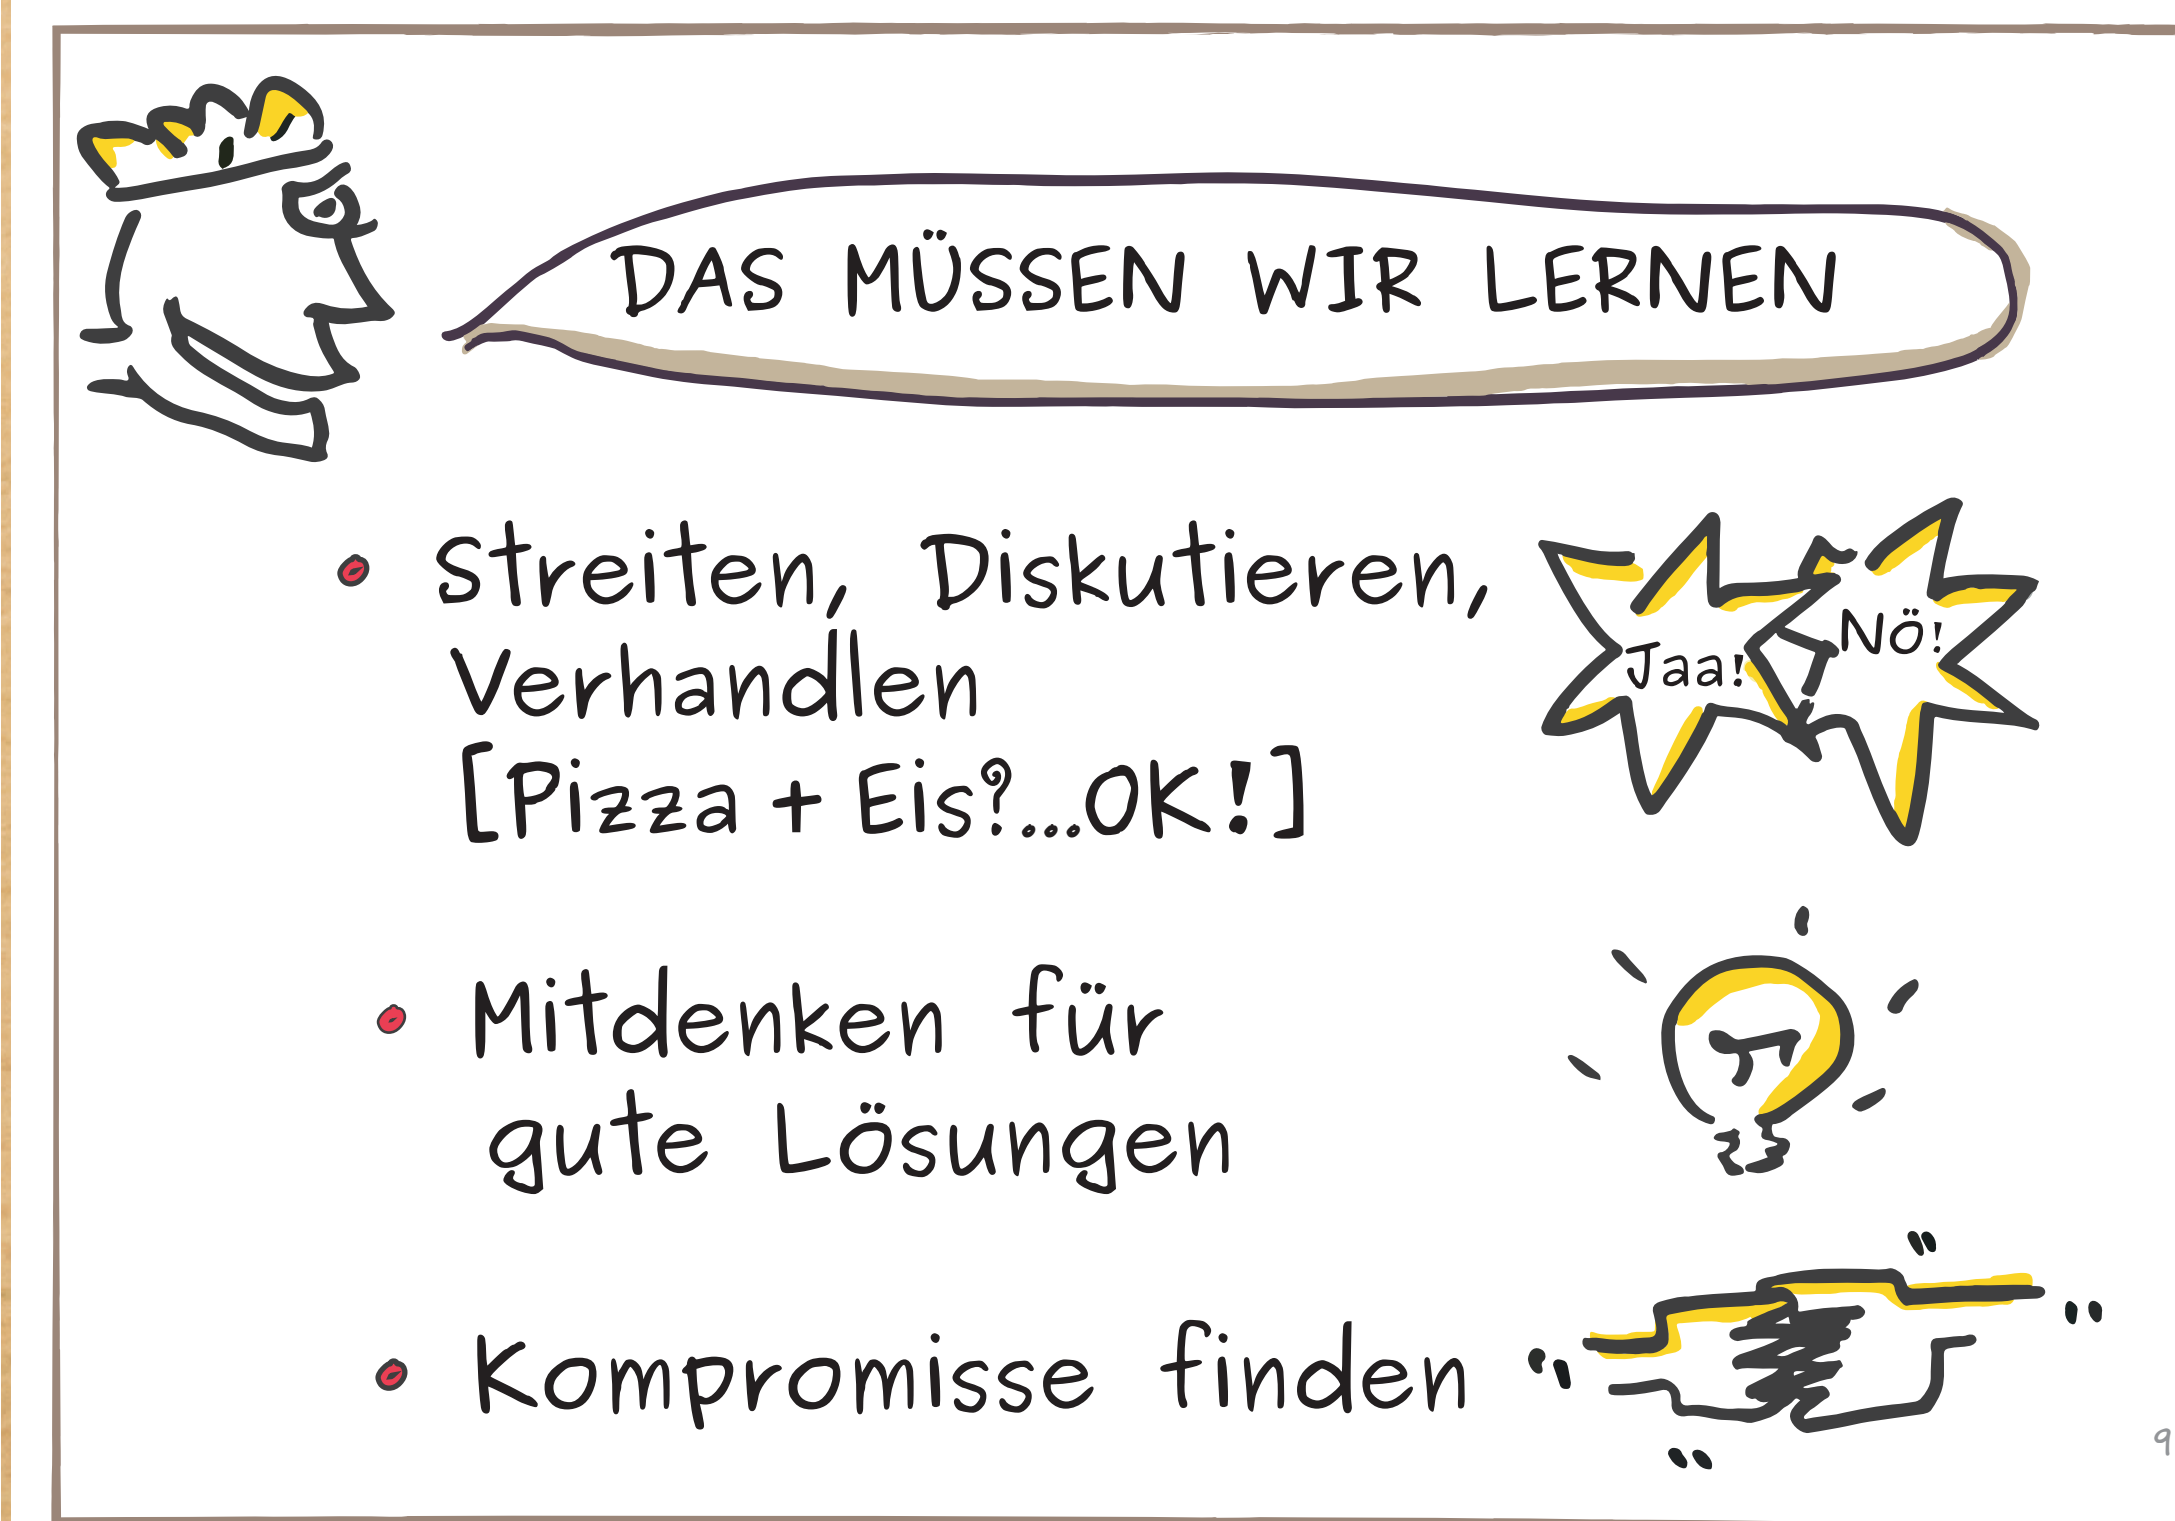 DAS MÜSSEN WIR LERNEN
Streiten, Diskutieren,
Verhandlen
[Pizza + Eis?...OK!]
Jaa!
Nö!
Mitdenken für
gute Lösungen
Kompromisse finden
9